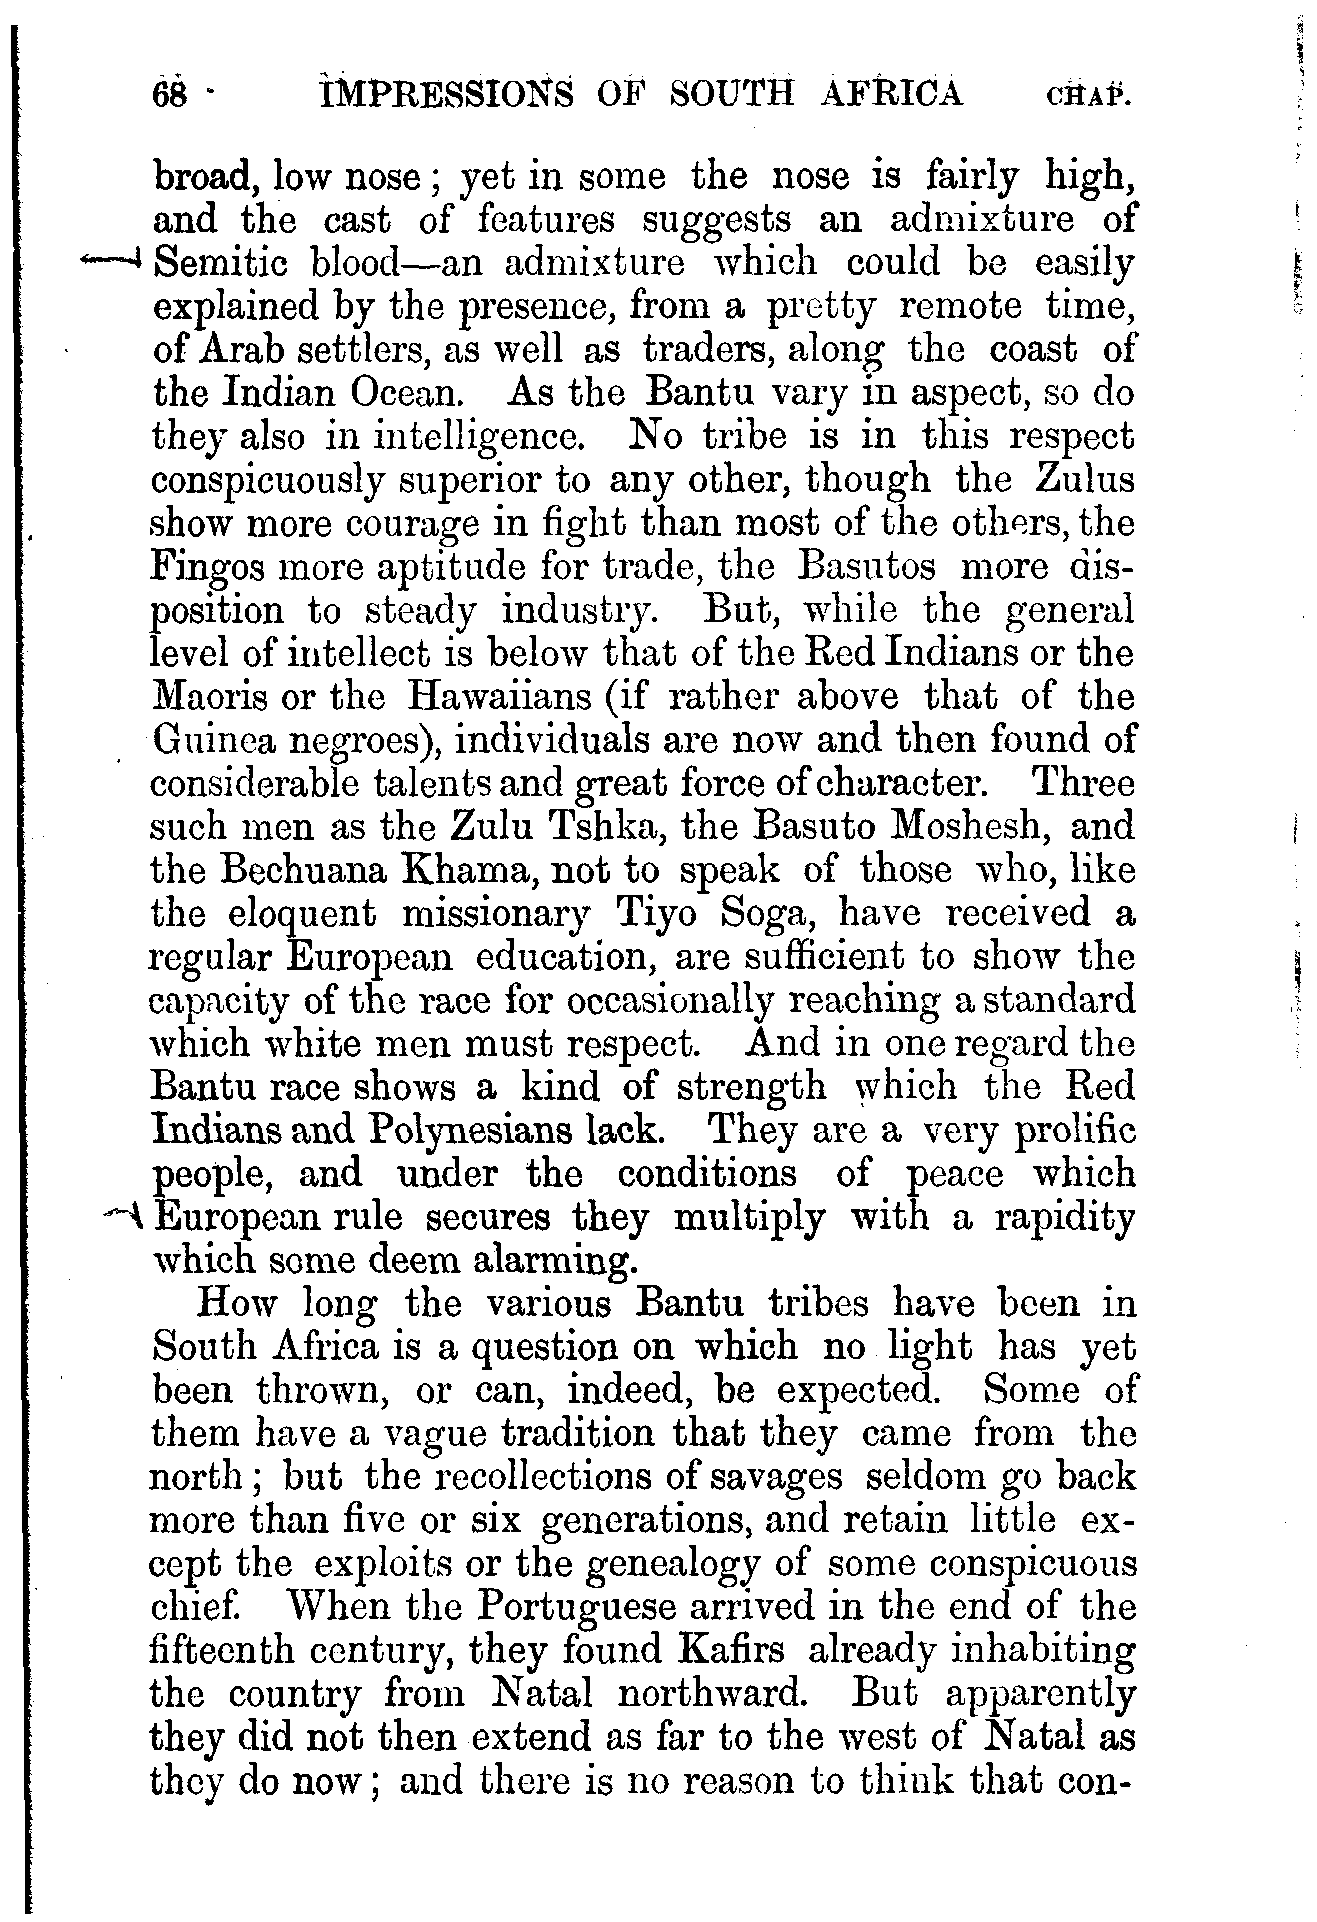 68 IMPRESSIONS OF SOUTH AFRICA CHAP.
broad, low nose; yet in some the nose is fairly high,
and the cast of features suggests an admixture of
Semitic blood—an admixture which could be easily
explained by the presence, from a pretty remote time,
of Arab settlers, as well as traders, along the coast of
the Indian Ocean. As the Bantu vary in aspect, so do
they also in intelligence. No tribe is in this respect
conspicuously superior to any other, though the Zulus
show more courage in fight than most of the others, the
Fingos more aptitude for trade, the Basutos more dis-
position to steady industry. But, while the general
level of intellect is below that of the Red Indians or the
Maoris or the Hawaiians (if rather above that of the
Guinea negroes), individuals are now and then found of
considerable talents and great force of character. Three
such men as the Zulu Tshka, the Basuto Moshesh, and
the Bechuana Khama, not to speak of those who, like
the eloquent missionary Tiyo Soga, have received a
regular European education, are sufficient to show the
capacity of the race for occasionally reaching a standard
which white men must respect. And in one regard the
Bantu race shows a kind of strength which the Red
Indians and Polynesians lack. They are a very prolific
people, and under the conditions of peace which
European rule secures they multiply with a rapidity
which some deem alarming.
How long the various Bantu tribes have been in
South Africa is a question on which no light has yet
been thrown, or can, indeed, be expected. Some of
them have a vague tradition that they came from the
north; but the recollections of savages seldom go back
more than five or six generations, and retain little ex-
cept the exploits or the genealogy of some conspicuous
chief. When the Portuguese arrived in the end of the
fifteenth century, they found Kafirs already inhabiting
the country from Natal northward. But apparently
they did not then extend as far to the west of Natal as
they do now; and there is no reason to think that con-